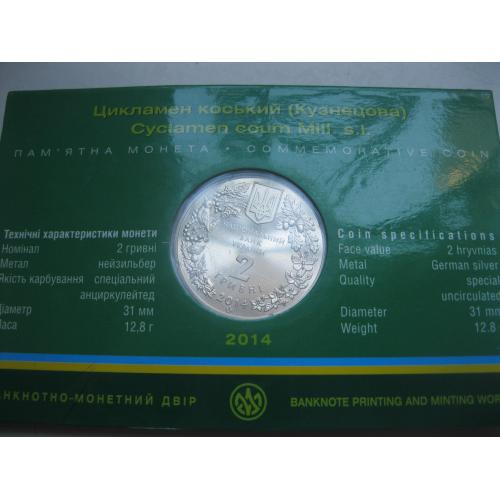 Цикламен коський (Кузнецова)
Cyclamen coum Mill. s.l.
ПАМ'ЯТНА МОНЕТА • COMMEMORATIVE COIN
Технічні характеристики монети
Номінал 2 гривні
Метал нейзильбер
Якість карбування спеціальний
анциркулейтед
Діаметр 31 мм
Маса 12,8 г
Coin specifications
Face value 2 hryvnias
Metal German silver
Quality special
uncirculated
Diameter 31 mm
Weight 12.8
БАНК
2
ГРИВНІ
2014
2014
АНКНОТНО-МОНЕТНИЙ ДВІР
BANKNOTE PRINTING AND MINTING WOR